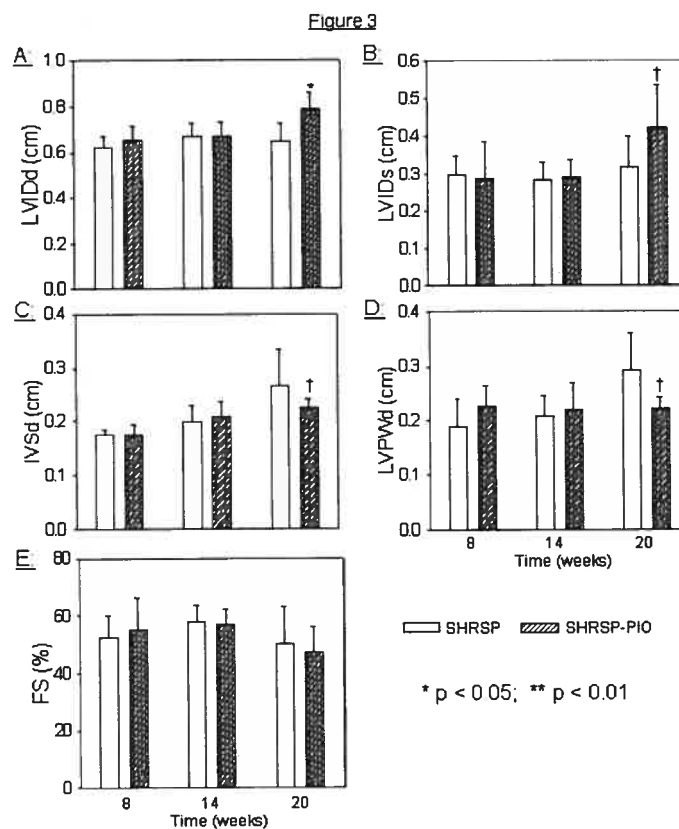 Figure 3
A:
LVIDd (cm)
1.0
0.8
0.6
0.4
0.2
0.0
*
B:
LVIDs (cm)
0.6
0.5
0.4
0.3
0.2
0.1
0.0
†
C:
IVSd (cm)
0.4
0.3
0.2
0.1
0.0
†
D:
LVPWd (cm)
0.4
0.3
0.2
0.1
0.0
†
8 14 20
Time (weeks)
E:
FS (%)
80
60
40
20
0
8 14 20
Time (weeks)
SHRSP SHRSP-PIO
* p < 0 05; ** p < 0.01